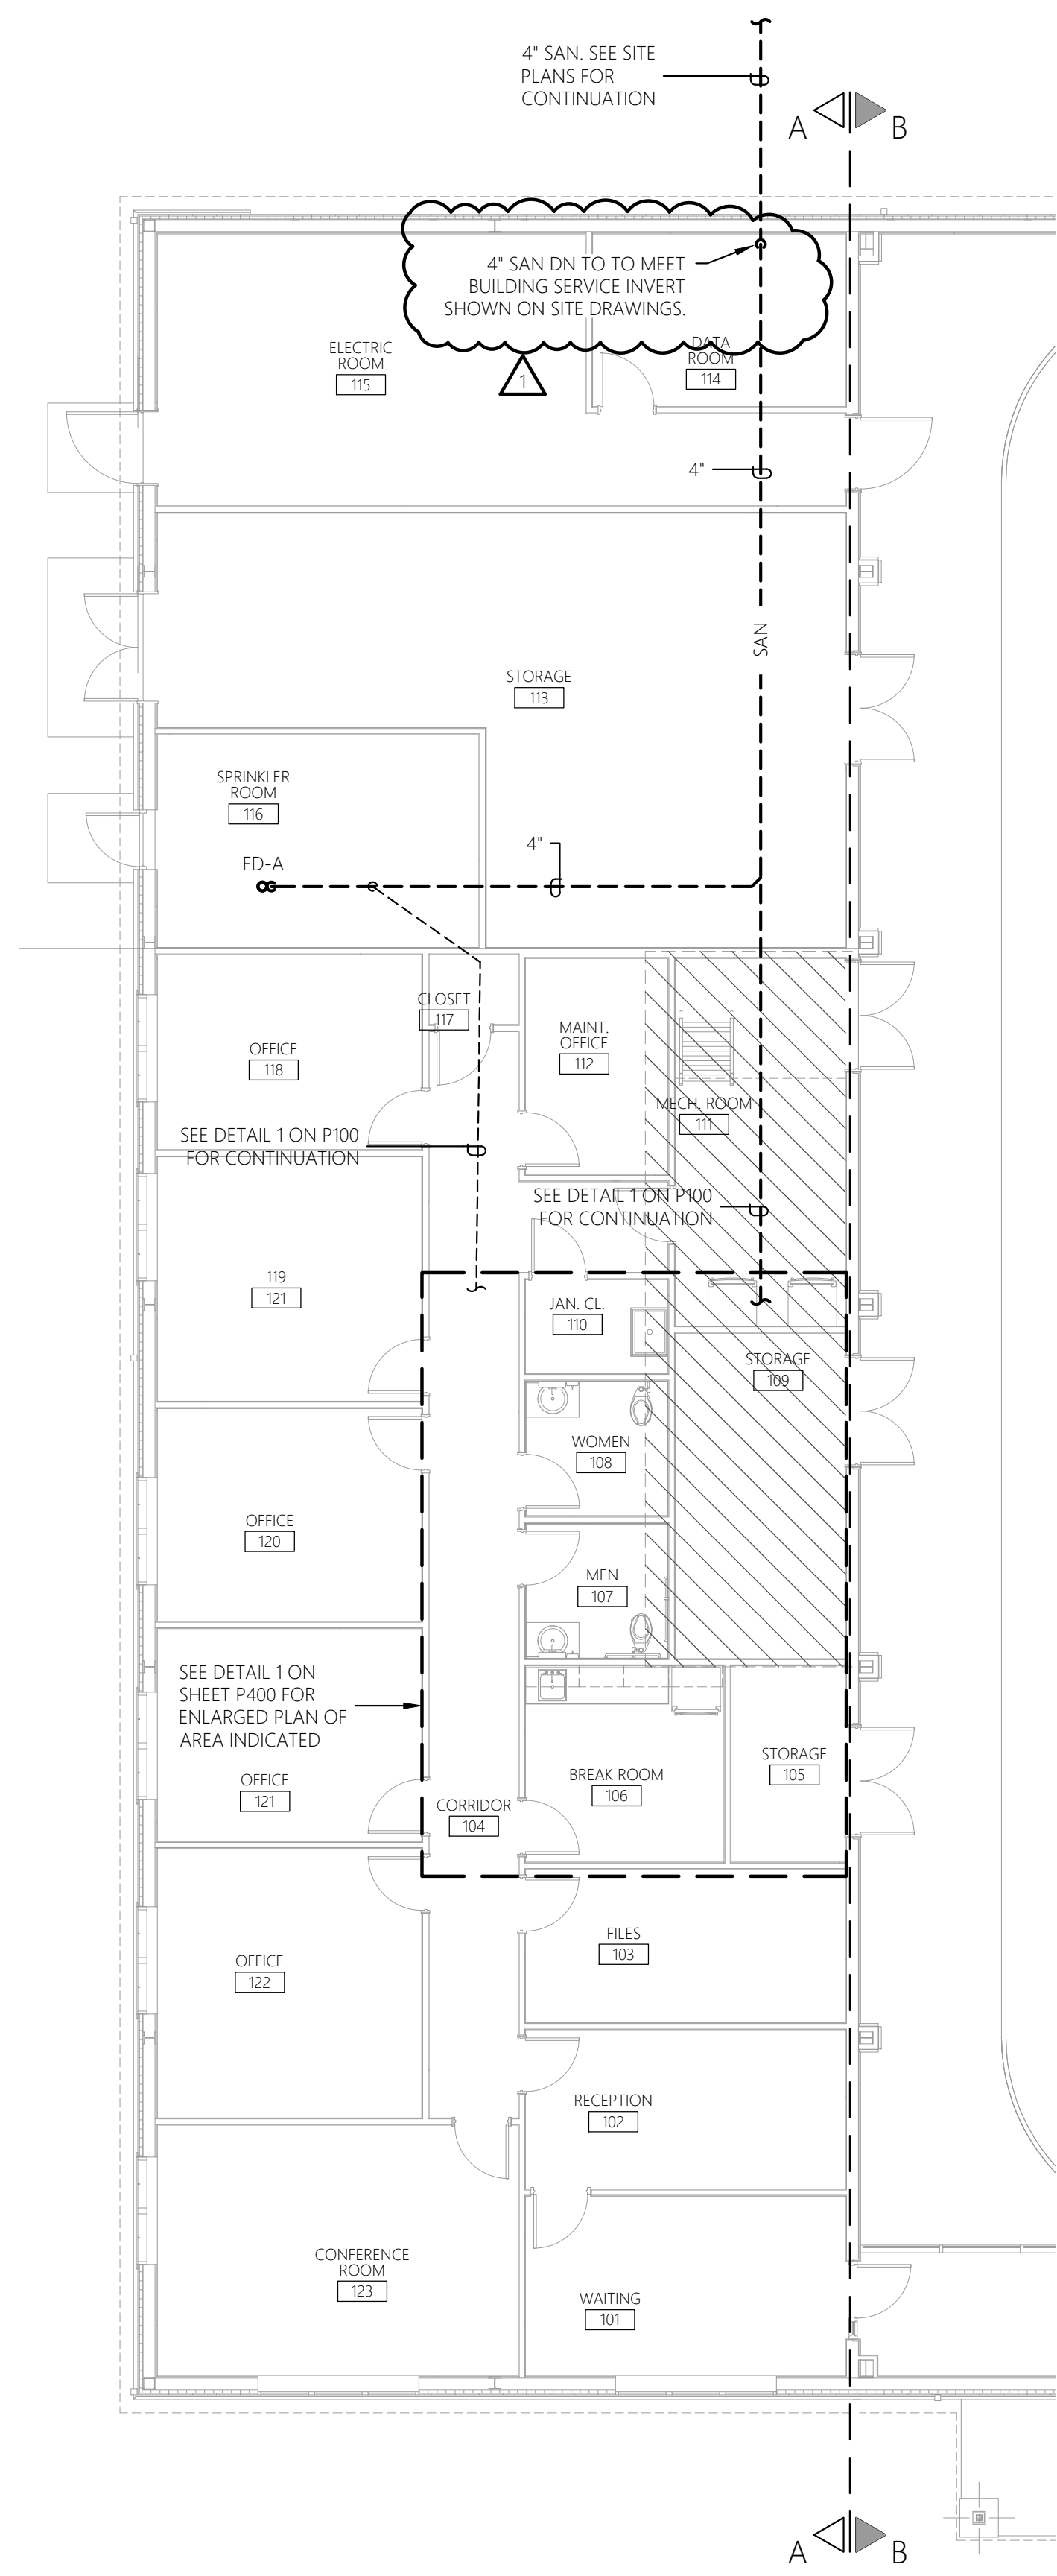 4" SAN. SEE SITE
PLANS FOR
CONTINUATION
A
B
4" SAN DN TO TO MEET
BUILDING SERVICE INVERT
SHOWN ON SITE DRAWINGS.
1
ELECTRIC
ROOM
115
DATA
ROOM
114
4"
SAN
STORAGE
113
SPRINKLER
ROOM
116
4"
FD-A
CLOSET
117
MAINT.
OFFICE
112
OFFICE
118
MECH. ROOM
111
SEE DETAIL 1 ON P100
FOR CONTINUATION
SEE DETAIL 1 ON P100
FOR CONTINUATION
119
121
JAN. CL.
110
STORAGE
109
WOMEN
108
OFFICE
120
MEN
107
SEE DETAIL 1 ON
SHEET P400 FOR
ENLARGED PLAN OF
AREA INDICATED
OFFICE
121
STORAGE
105
BREAK ROOM
106
CORRIDOR
104
FILES
103
OFFICE
122
RECEPTION
102
CONFERENCE
ROOM
123
WAITING
101
A
B